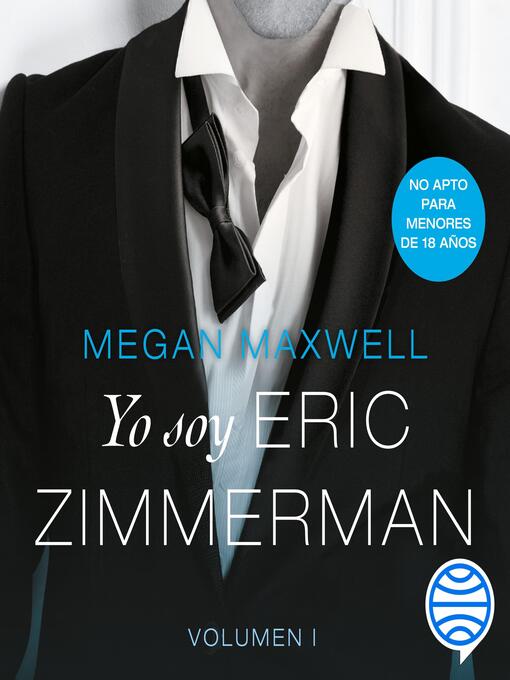 NO APTO
PARA
MENORES
DE 18 AÑOS
MEGAN MAXWELL
Yo soy ERIC
ZIMMERMAN
VOLUMEN I